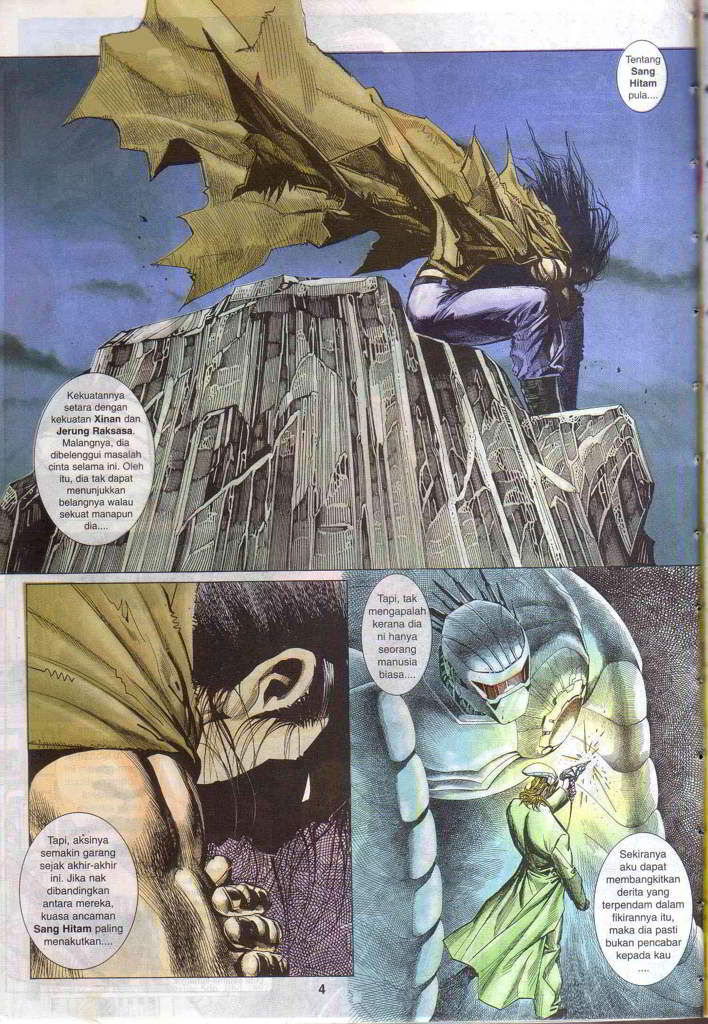 Tentang
Sang
Hitam
pula....
Kekuatannya
setara dengan
kekuatan Xinan dan
Jerung Raksasa.
Malangnya, dia
dibelenggui masalah
cinta selama ini. Oleh
itu, dia tak dapat
menunjukkan
belangnya walau
sekuat manapun
dia....
Tapi, aksinya
semakin garang
sejak akhir-akhir
ini. Jika nak
dibandingkan
antara mereka,
kuasa ancaman
Sang Hitam paling
menakutkan....
Tapi, tak
mengapalah
kerana dia
ni hanya
seorang
manusia
biasa....
Sekiranya
aku dapat
membangkitkan
derita yang
terpendam dalam
fikirannya itu,
maka dia pasti
bukan pencabar
kepada kau
....
4